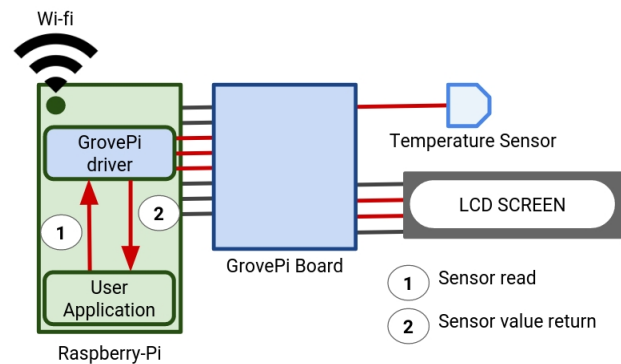 Wi-fi
GrovePi
driver
1
2
User
Application
Raspberry-Pi
GrovePi Board
Temperature Sensor
LCD SCREEN
1 Sensor read
2 Sensor value return